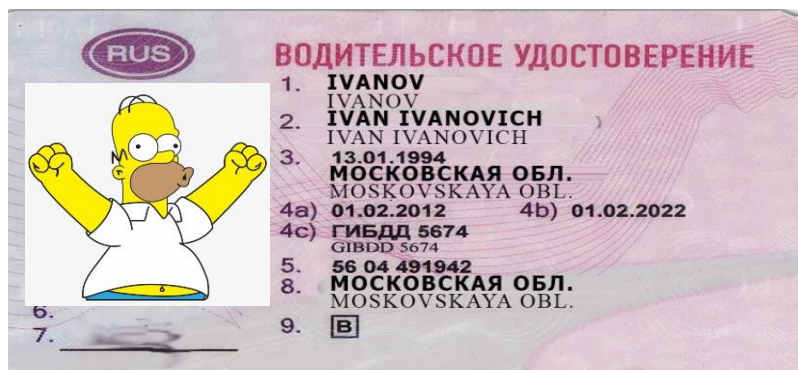 RUS
ВОДИТЕЛЬСКОЕ УДОСТОВЕРЕНИЕ
1. IVANOV
IVANOV
2. IVAN IVANOVICH
IVAN IVANOVICH
3. 13.01.1994
МОСКОВСКАЯ ОБЛ.
MOSKOVSKAYA OBL.
4a) 01.02.2012 4b) 01.02.2022
4c) ГИБДД 5674
GIBDD 5674
5. 56 04 491942
8. МОСКОВСКАЯ ОБЛ.
MOSKOVSKAYA OBL.
6.
7.
9. B